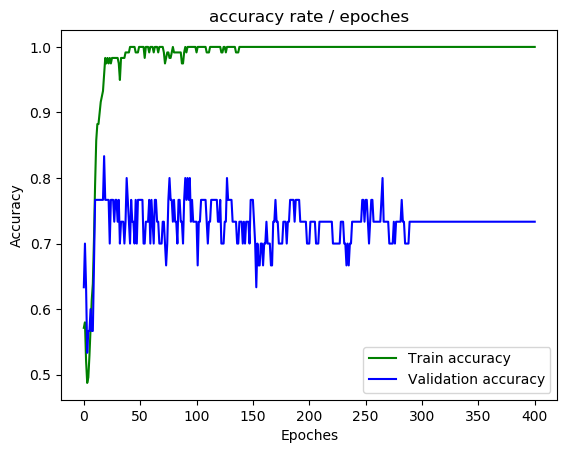 accuracy rate / epoches
1.0
0.9
0.8
0.7
0.6
0.5
Accuracy
Train accuracy
Validation accuracy
0 50 100 150 200 250 300 350 400
Epoches